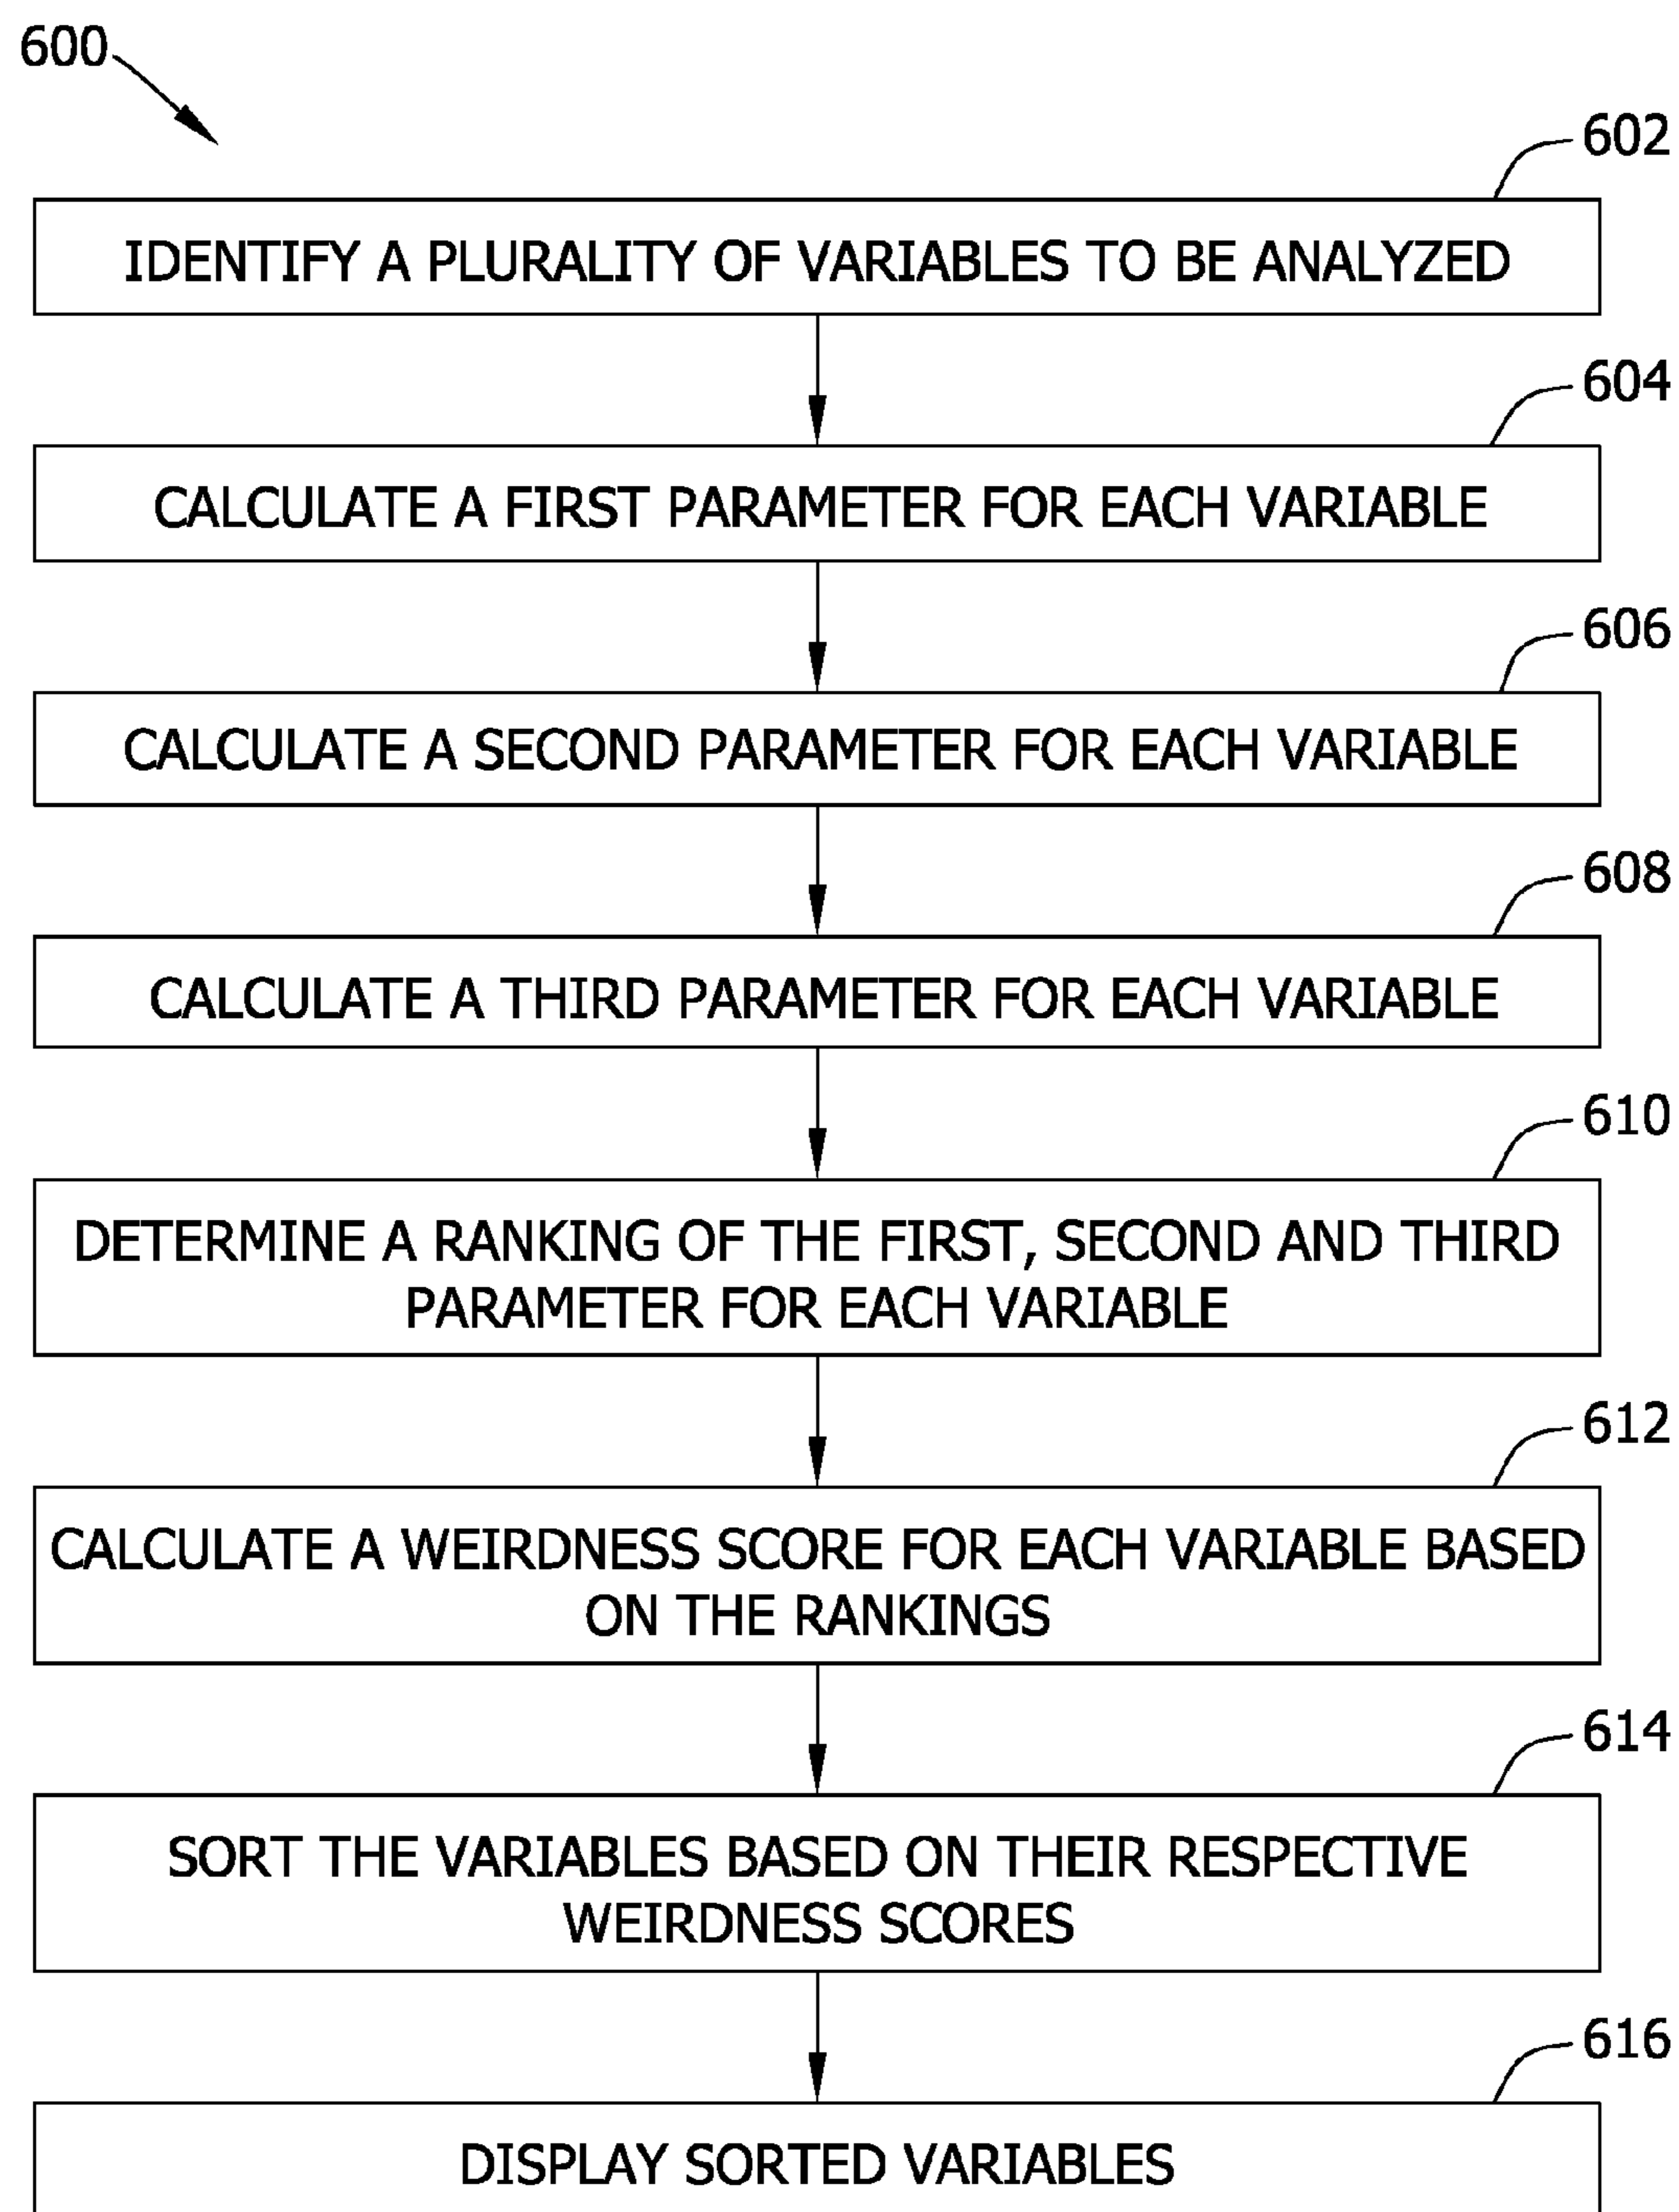 600
602
IDENTIFY A PLURALITY OF VARIABLES TO BE ANALYZED
604
CALCULATE A FIRST PARAMETER FOR EACH VARIABLE
606
CALCULATE A SECOND PARAMETER FOR EACH VARIABLE
608
CALCULATE A THIRD PARAMETER FOR EACH VARIABLE
610
DETERMINE A RANKING OF THE FIRST, SECOND AND THIRD
PARAMETER FOR EACH VARIABLE
612
CALCULATE A WEIRDNESS SCORE FOR EACH VARIABLE BASED
ON THE RANKINGS
614
SORT THE VARIABLES BASED ON THEIR RESPECTIVE
WEIRDNESS SCORES
616
DISPLAY SORTED VARIABLES